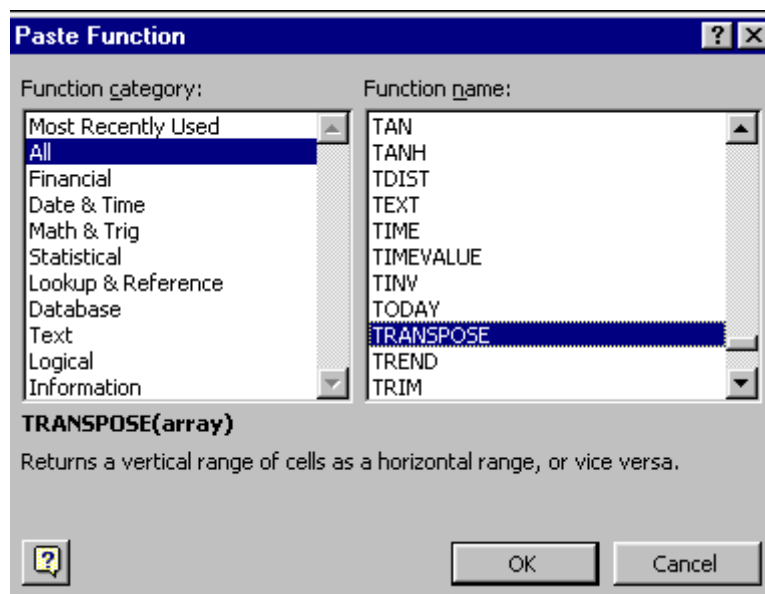 Paste Function
Function category:
Most Recently Used
All
Financial
Date & Time
Math & Trig
Statistical
Lookup & Reference
Database
Text
Logical
Information
Function name:
TAN
TANH
TDIST
TEXT
TIME
TIMEVALUE
TINV
TODAY
TRANSPOSE
TREND
TRIM
TRANSPOSE(array)
Returns a vertical range of cells as a horizontal range, or vice versa.
OK
Cancel